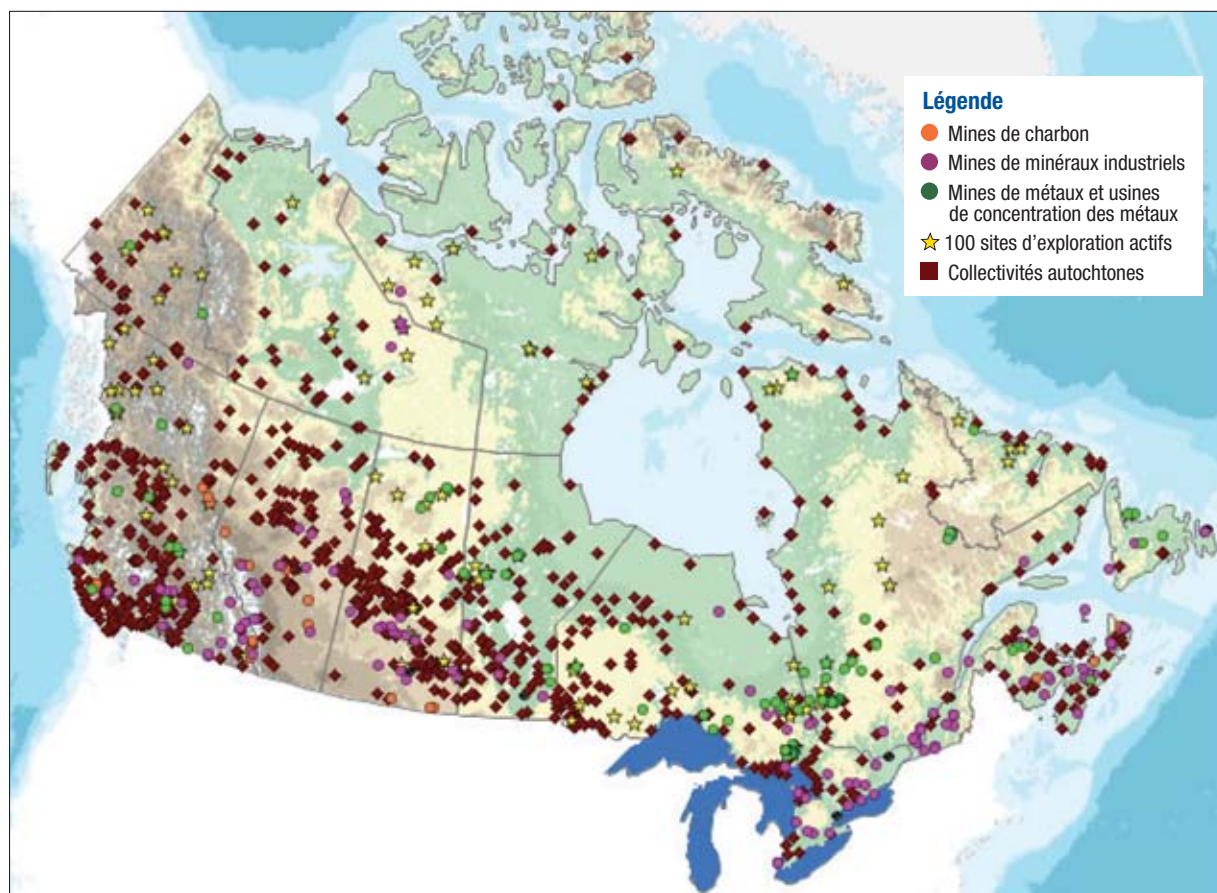 Légende
Mines de charbon
Mines de minéraux industriels
Mines de métaux et usines
de concentration des métaux
100 sites d'exploration actifs
Collectivités autochtones